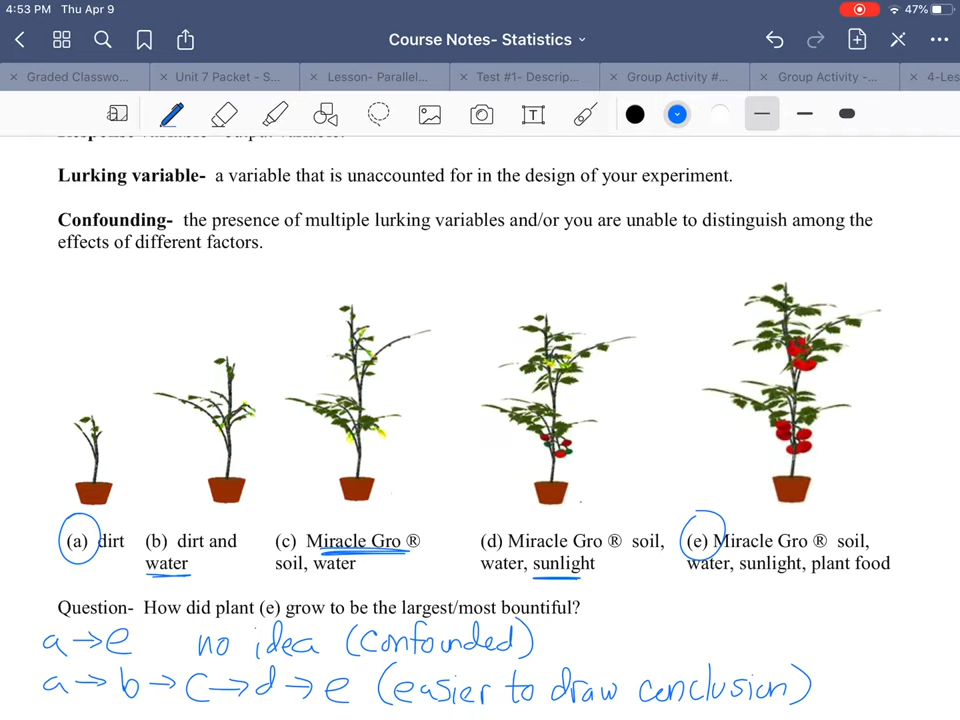 4:53 PM Thu Apr 9
47%
Course Notes- Statistics
Graded Classwo...
Unit 7 Packet - S...
Lesson- Parallel...
Test #1- Descrip...
Group Activity #...
Group Activity -...
4-Les
Lurking variable- a variable that is unaccounted for in the design of your experiment.
Confounding- the presence of multiple lurking variables and/or you are unable to distinguish among the
effects of different factors.
(a) dirt
(b) dirt and
water
(c) Miracle Gro ®
soil, water
(d) Miracle Gro ® soil,
water, sunlight
(e) Miracle Gro ® soil,
water, sunlight, plant food
Question- How did plant (e) grow to be the largest/most bountiful?
a → e no idea (confounded)
a → b → c → d → e (easier to draw conclusion)